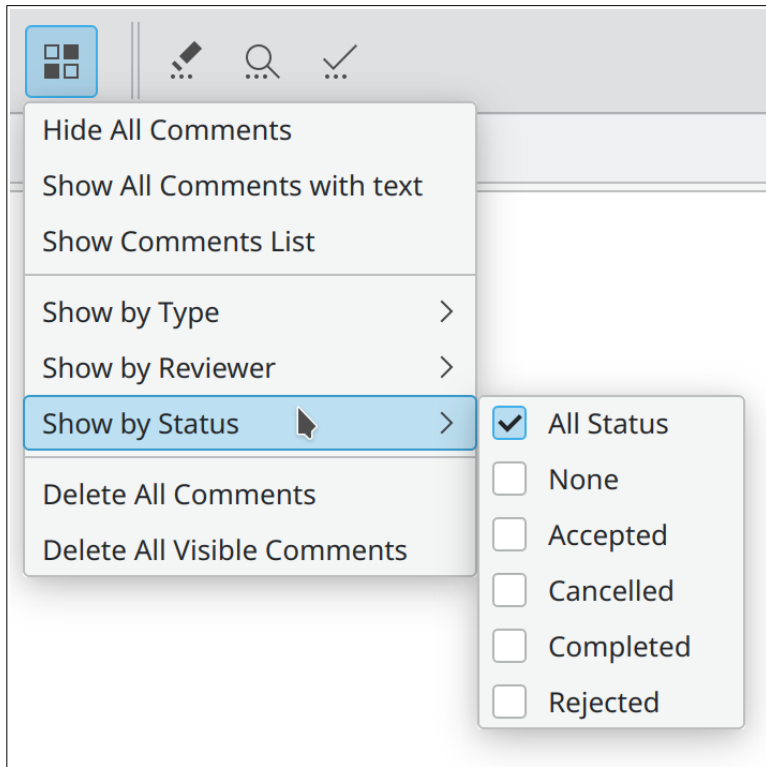 Hide All Comments
Show All Comments with text
Show Comments List
Show by Type
Show by Reviewer
Show by Status
Delete All Comments
Delete All Visible Comments
All Status
None
Accepted
Cancelled
Completed
Rejected